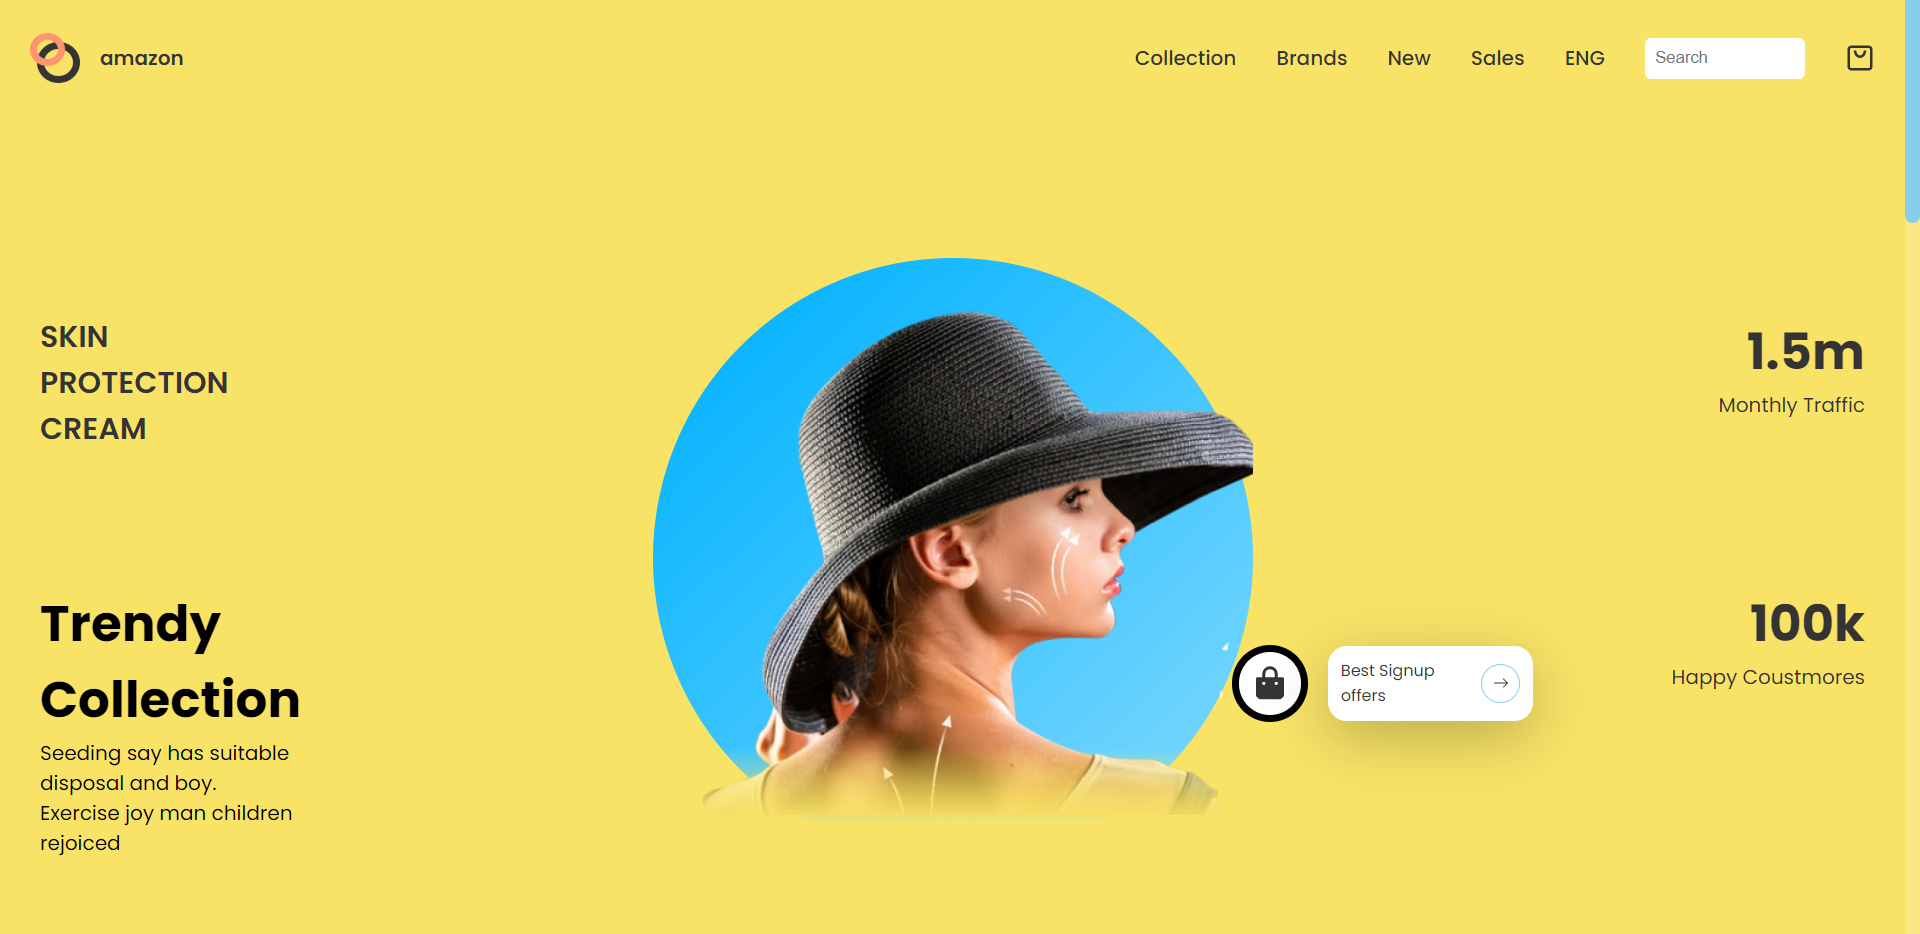 amazon
Collection
Brands
New
Sales
ENG
Search
SKIN
PROTECTION
CREAM
1.5m
Monthly Traffic
Trendy
Collection
Seeding say has suitable
disposal and boy.
Exercise joy man children
rejoiced
Best Signup
offers
100k
Happy Coustmores